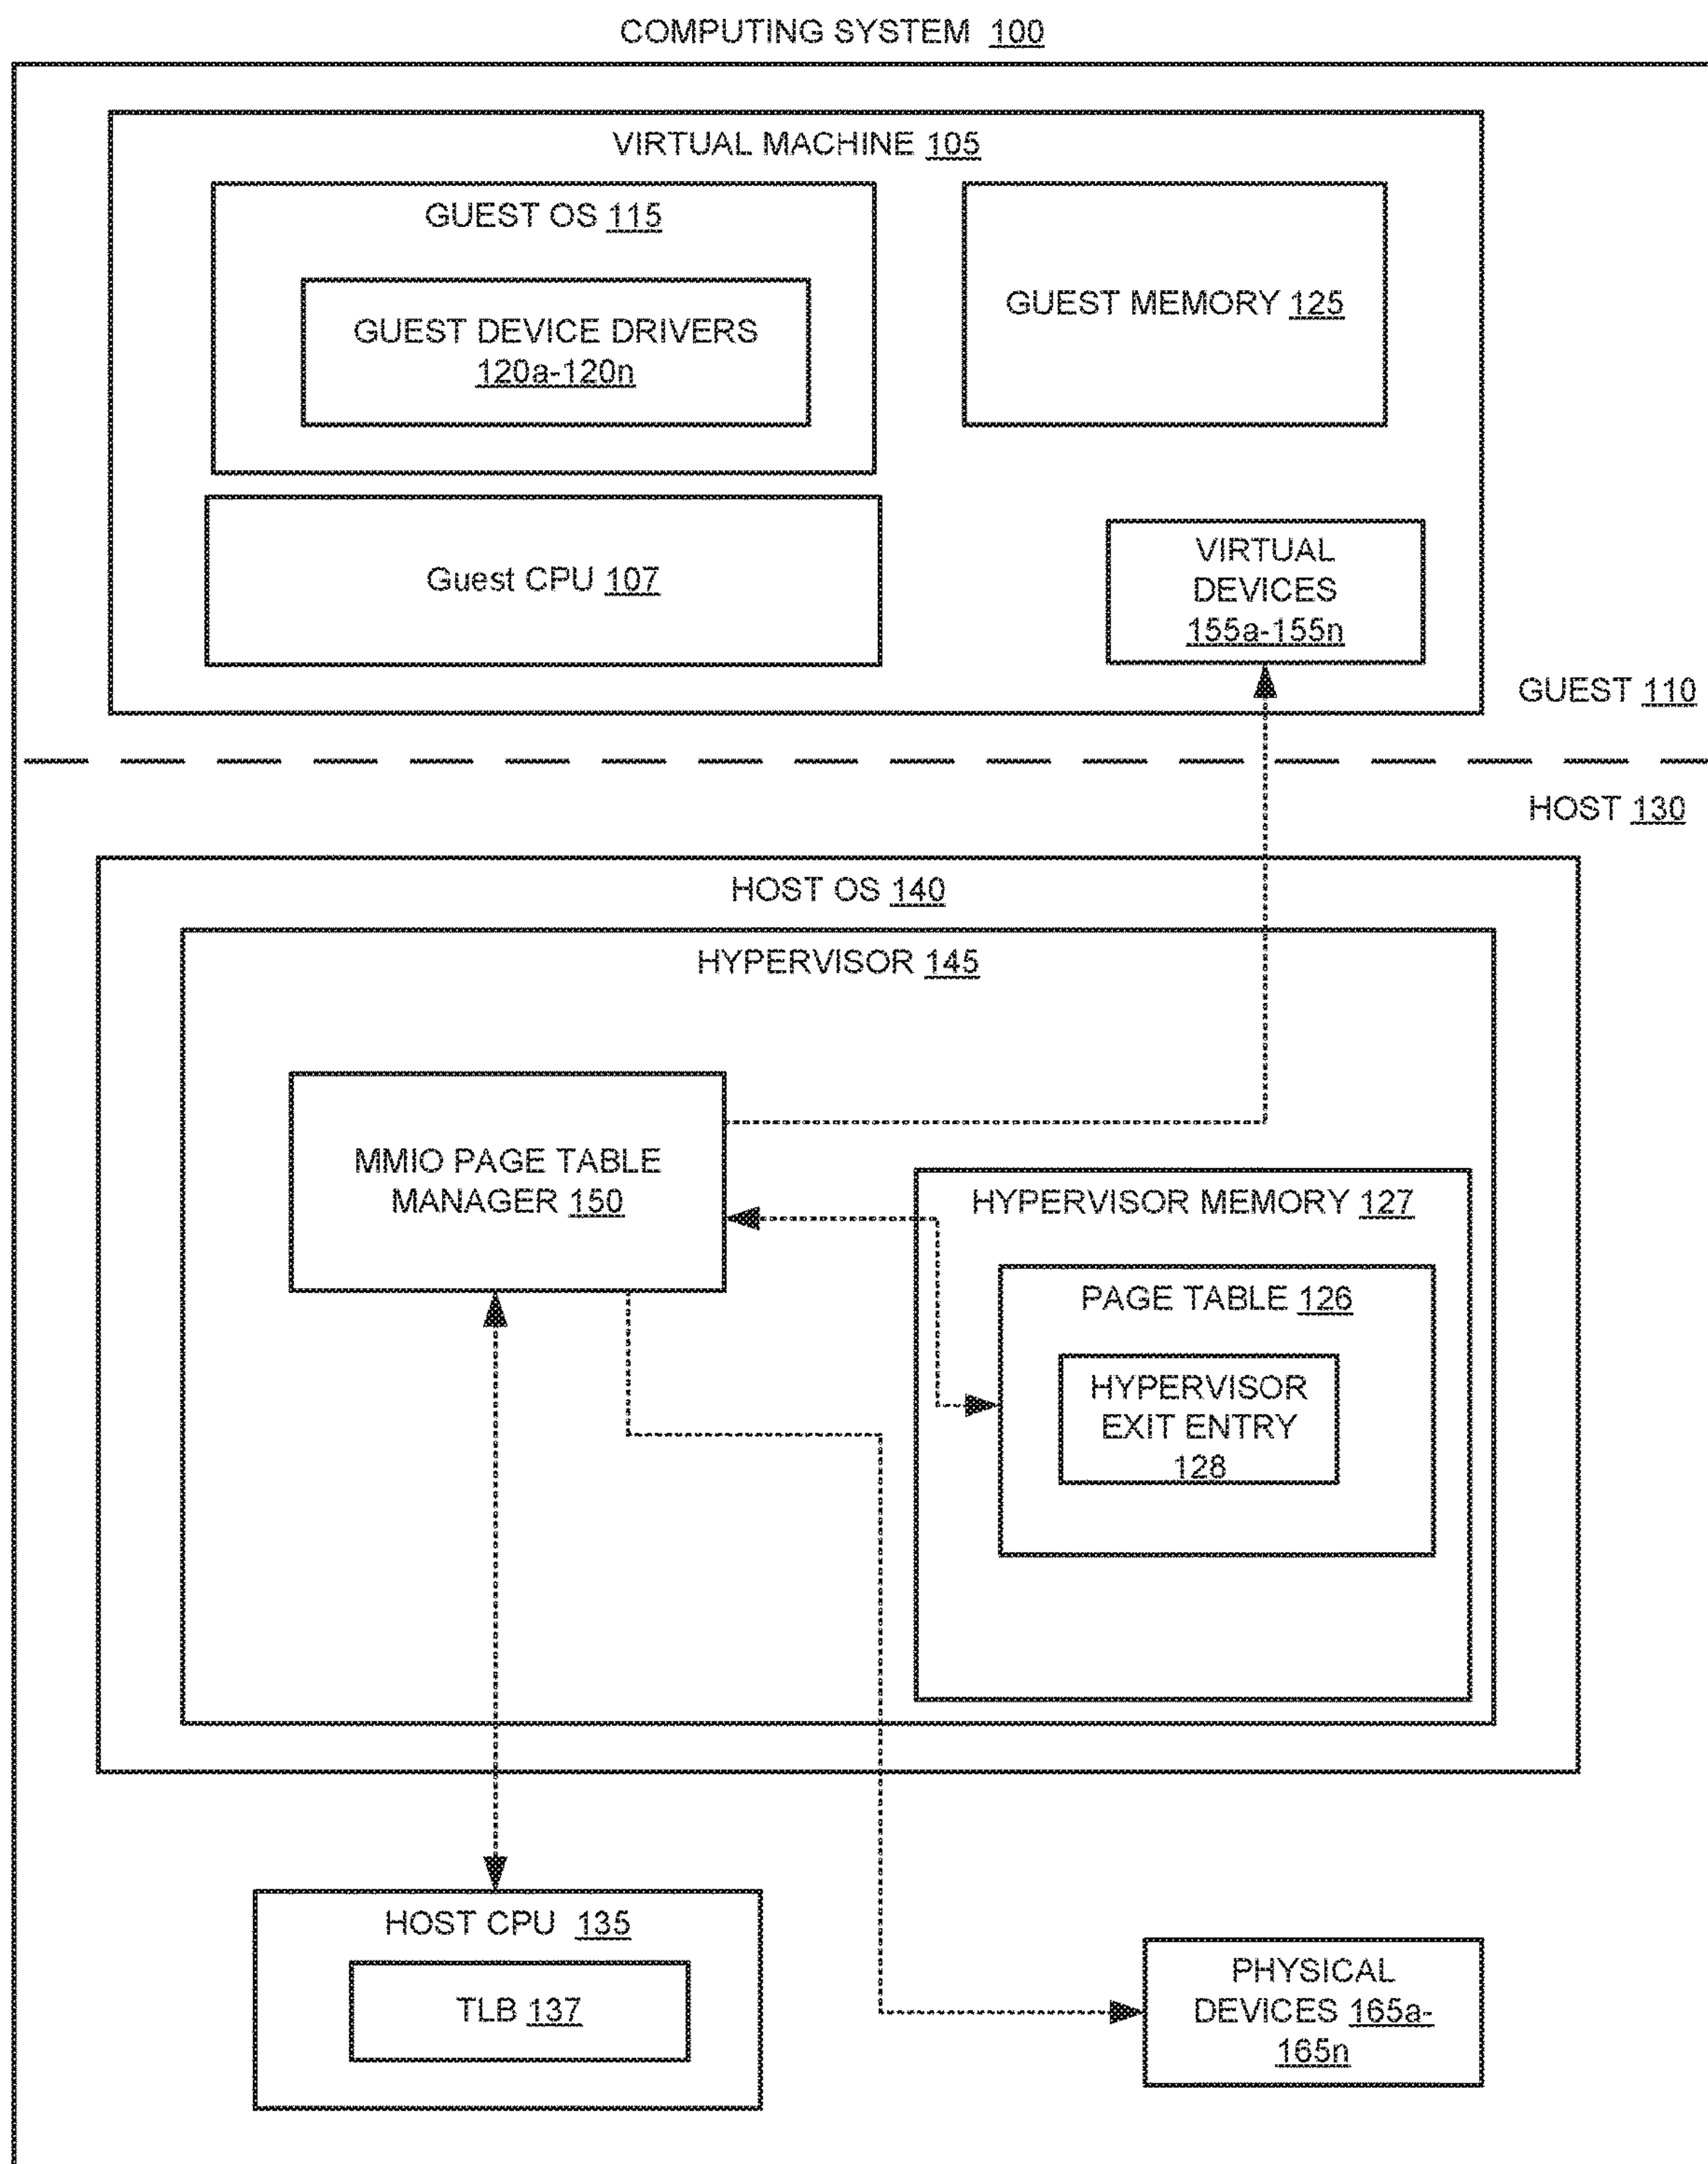 COMPUTING SYSTEM 100
VIRTUAL MACHINE 105
GUEST OS 115
GUEST DEVICE DRIVERS
120a-120n
GUEST MEMORY 125
Guest CPU 107
VIRTUAL
DEVICES
155a-155n
GUEST 110
HOST 130
HOST OS 140
HYPERVISOR 145
MMIO PAGE TABLE
MANAGER 150
HYPERVISOR MEMORY 127
PAGE TABLE 126
HYPERVISOR
EXIT ENTRY
128
HOST CPU 135
TLB 137
PHYSICAL
DEVICES 165a-
165n